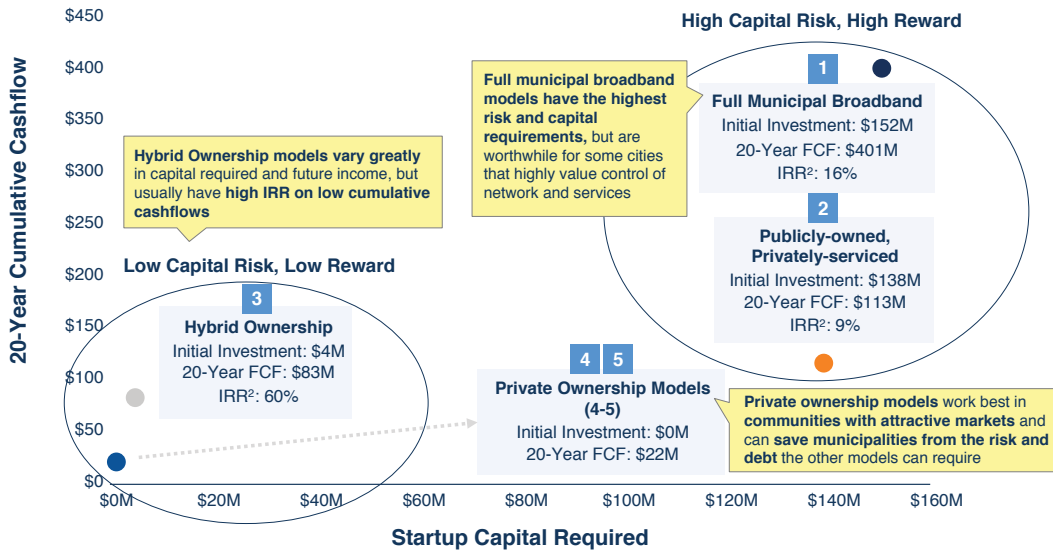 20-Year Cumulative Cashflow
$450
$400
$350
$300
$250
$200
$150
$100
$50
$0
High Capital Risk, High Reward
1
Full Municipal Broadband
Initial Investment: $152M
20-Year FCF: $401M
IRR²: 16%
Full municipal broadband
models have the highest
risk and capital
requirements, but are
worthwhile for some cities
that highly value control of
network and services
2
Publicly-owned,
Privately-serviced
Initial Investment: $138M
20-Year FCF: $113M
IRR²: 9%
Hybrid Ownership models vary greatly
in capital required and future income, but
usually have high IRR on low cumulative
cashflows
Low Capital Risk, Low Reward
3
Hybrid Ownership
Initial Investment: $4M
20-Year FCF: $83M
IRR²: 60%
4 5
Private Ownership Models
(4-5)
Initial Investment: $0M
20-Year FCF: $22M
Private ownership models work best in
communities with attractive markets and
can save municipalities from the risk and
debt the other models can require
$0M $20M $40M $60M $80M $100M $120M $140M $160M
Startup Capital Required